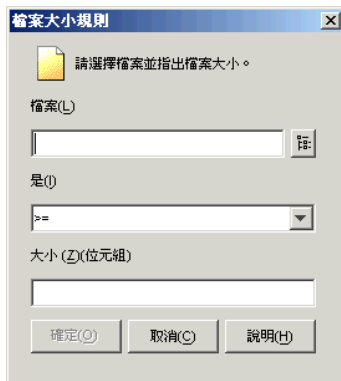 檔案大小規則
請選擇檔案並指出檔案大小。
檔案(L)
是(I)
>=
大小 (Z)(位元組)
確定(O) 取消(C) 說明(H)